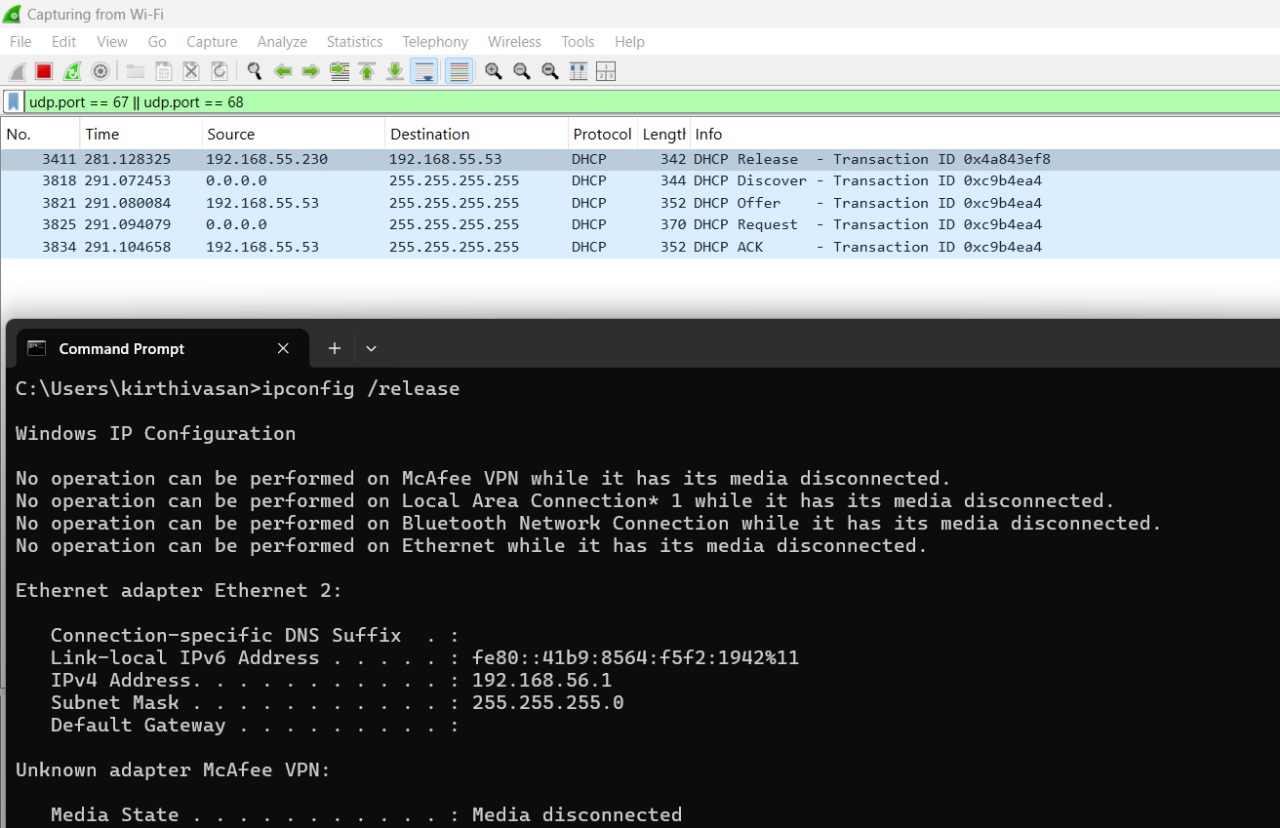 Capturing from Wi-Fi
File Edit View Go Capture Analyze Statistics Telephony Wireless Tools Help
udp.port == 67 || udp.port == 68
No. Time Source Destination Protocol Length Info
3411 281.128325 192.168.55.230 192.168.55.53 DHCP 342 DHCP Release - Transaction ID 0x4a843ef8
3818 291.072453 0.0.0.0 255.255.255.255 DHCP 344 DHCP Discover - Transaction ID 0xc9b4ea4
3821 291.080084 192.168.55.53 255.255.255.255 DHCP 352 DHCP Offer - Transaction ID 0xc9b4ea4
3825 291.094079 0.0.0.0 255.255.255.255 DHCP 370 DHCP Request - Transaction ID 0xc9b4ea4
3834 291.104658 192.168.55.53 255.255.255.255 DHCP 352 DHCP ACK - Transaction ID 0xc9b4ea4
Command Prompt
C:\Users\kirthivasan>ipconfig /release
Windows IP Configuration
No operation can be performed on McAfee VPN while it has its media disconnected.
No operation can be performed on Local Area Connection* 1 while it has its media disconnected.
No operation can be performed on Bluetooth Network Connection while it has its media disconnected.
No operation can be performed on Ethernet while it has its media disconnected.
Ethernet adapter Ethernet 2:
Connection-specific DNS Suffix . :
Link-local IPv6 Address . . . . . : fe80::41b9:8564:f5f2:1942%11
IPv4 Address. . . . . . . . . . . : 192.168.56.1
Subnet Mask . . . . . . . . . . . : 255.255.255.0
Default Gateway . . . . . . . . . :
Unknown adapter McAfee VPN:
Media State . . . . . . . . . . . : Media disconnected